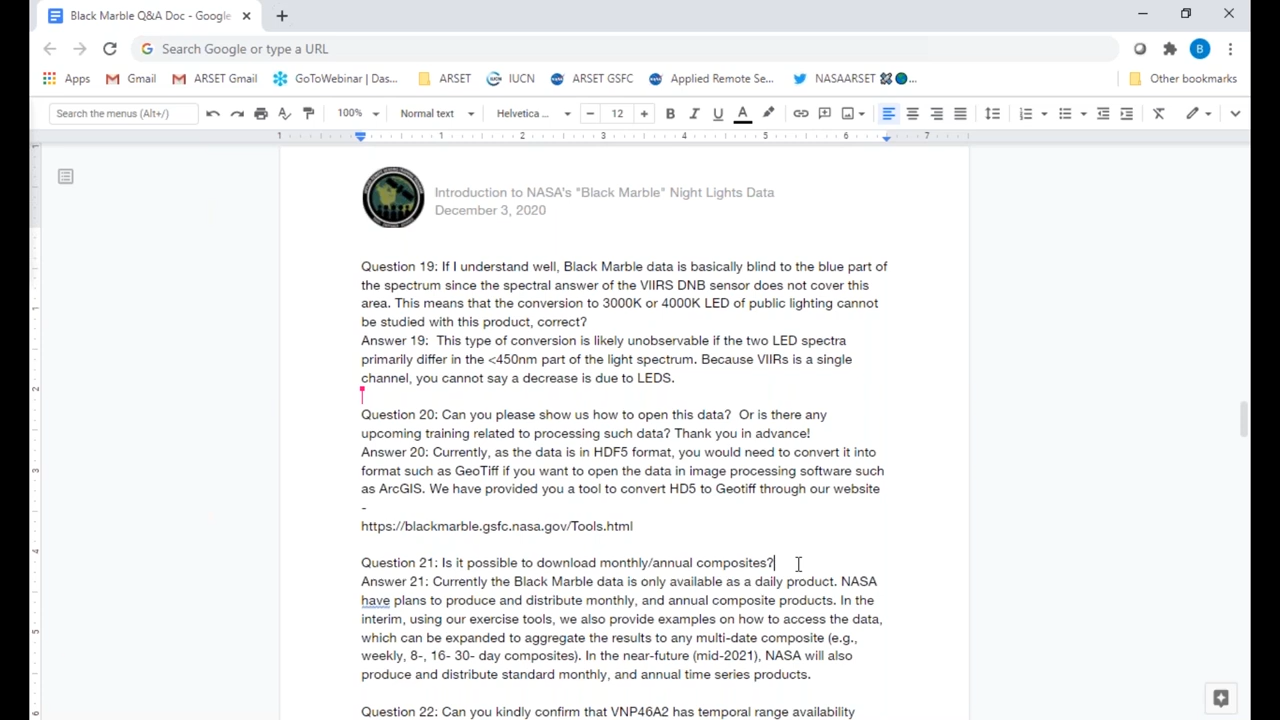 Black Marble Q&A Doc - Google
Search Google or type a URL
B
Apps
Gmail
ARSET Gmail
GoToWebinar | Das...
ARSET
IUCN
ARSET GSFC
Applied Remote Se...
NASAARSET
Other bookmarks
Search the menus (Alt+/)
100%
Normal text
Helvetica ...
12
B I U A
1 1 2 3 4 5 6 7
Introduction to NASA's "Black Marble" Night Lights Data
December 3, 2020
Question 19: If I understand well, Black Marble data is basically blind to the blue part of
the spectrum since the spectral answer of the VIIRS DNB sensor does not cover this
area. This means that the conversion to 3000K or 4000K LED of public lighting cannot
be studied with this product, correct?
Answer 19:  This type of conversion is likely unobservable if the two LED spectra
primarily differ in the <450nm part of the light spectrum. Because VIIRs is a single
channel, you cannot say a decrease is due to LEDS.
Question 20: Can you please show us how to open this data?  Or is there any
upcoming training related to processing such data? Thank you in advance!
Answer 20: Currently, as the data is in HDF5 format, you would need to convert it into
format such as GeoTiff if you want to open the data in image processing software such
as ArcGIS. We have provided you a tool to convert HD5 to Geotiff through our website
-
https://blackmarble.gsfc.nasa.gov/Tools.html
Question 21: Is it possible to download monthly/annual composites?
Answer 21: Currently the Black Marble data is only available as a daily product. NASA
have plans to produce and distribute monthly, and annual composite products. In the
interim, using our exercise tools, we also provide examples on how to access the data,
which can be expanded to aggregate the results to any multi-date composite (e.g.,
weekly, 8-, 16- 30- day composites). In the near-future (mid-2021), NASA will also
produce and distribute standard monthly, and annual time series products.
Question 22: Can you kindly confirm that VNP46A2 has temporal range availability